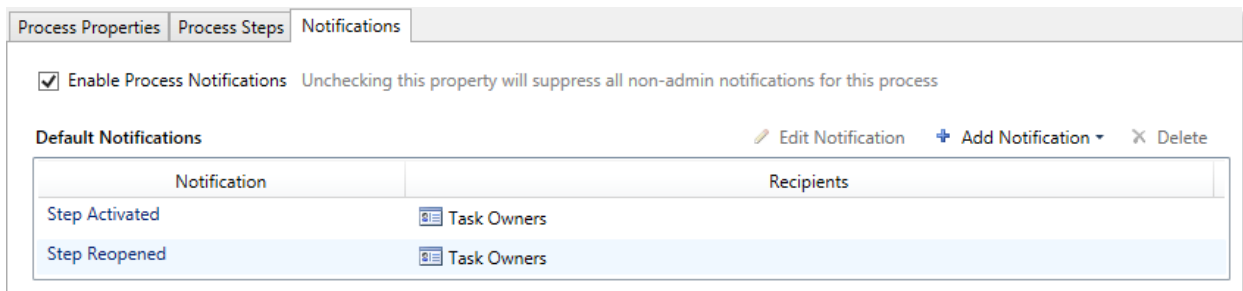 Process Properties Process Steps Notifications
Enable Process Notifications Unchecking this property will suppress all non-admin notifications for this process
Default Notifications Edit Notification Add Notification Delete
Notification Recipients
Step Activated Task Owners
Step Reopened Task Owners